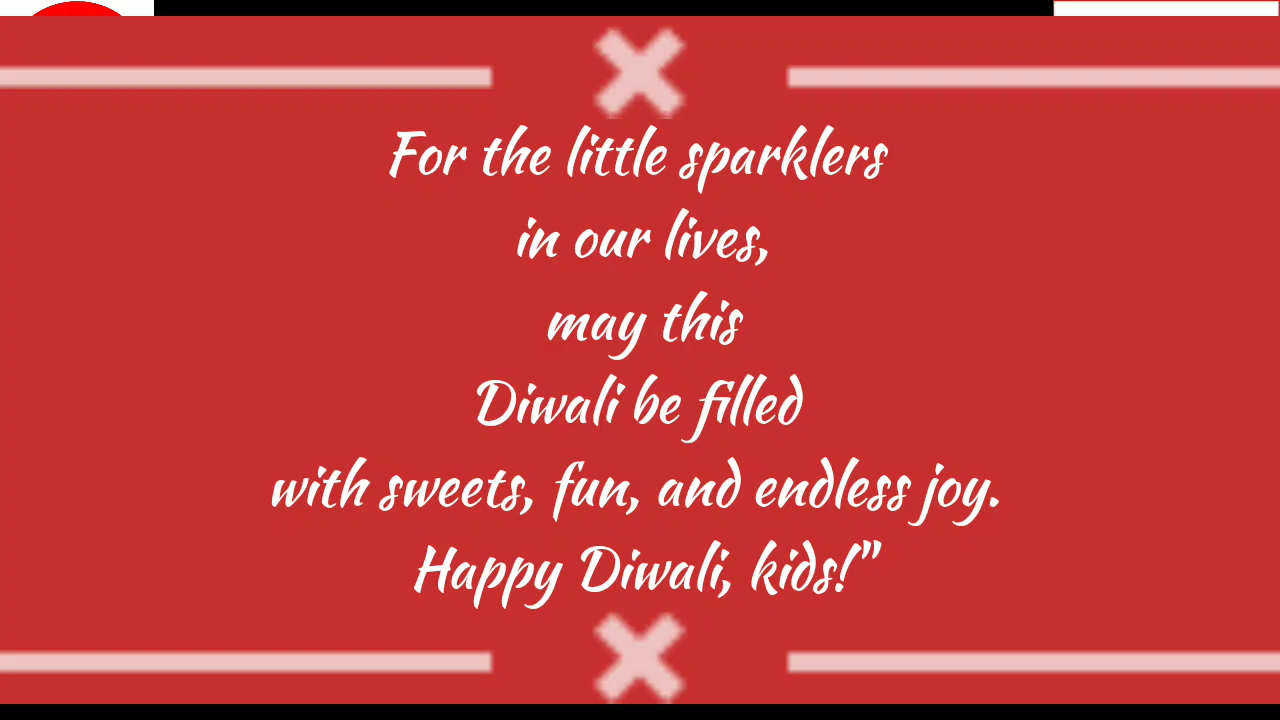 For the little sparklers
in our lives,
may this
Diwali be filled
with sweets, fun, and endless joy.
Happy Diwali, kids!”